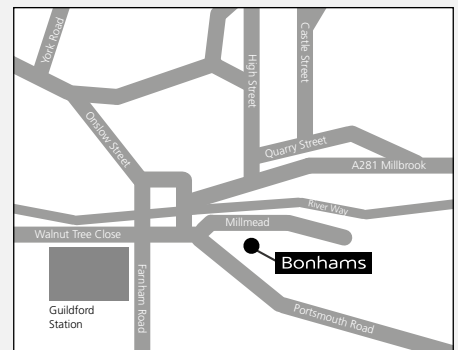 York Road
Castle Street
High Street
Onslow Street
Quarry Street
A281 Millbrook
River Way
Millmead
Walnut Tree Close
Bonhams
Farnham Road
Guildford
Station
Portsmouth Road